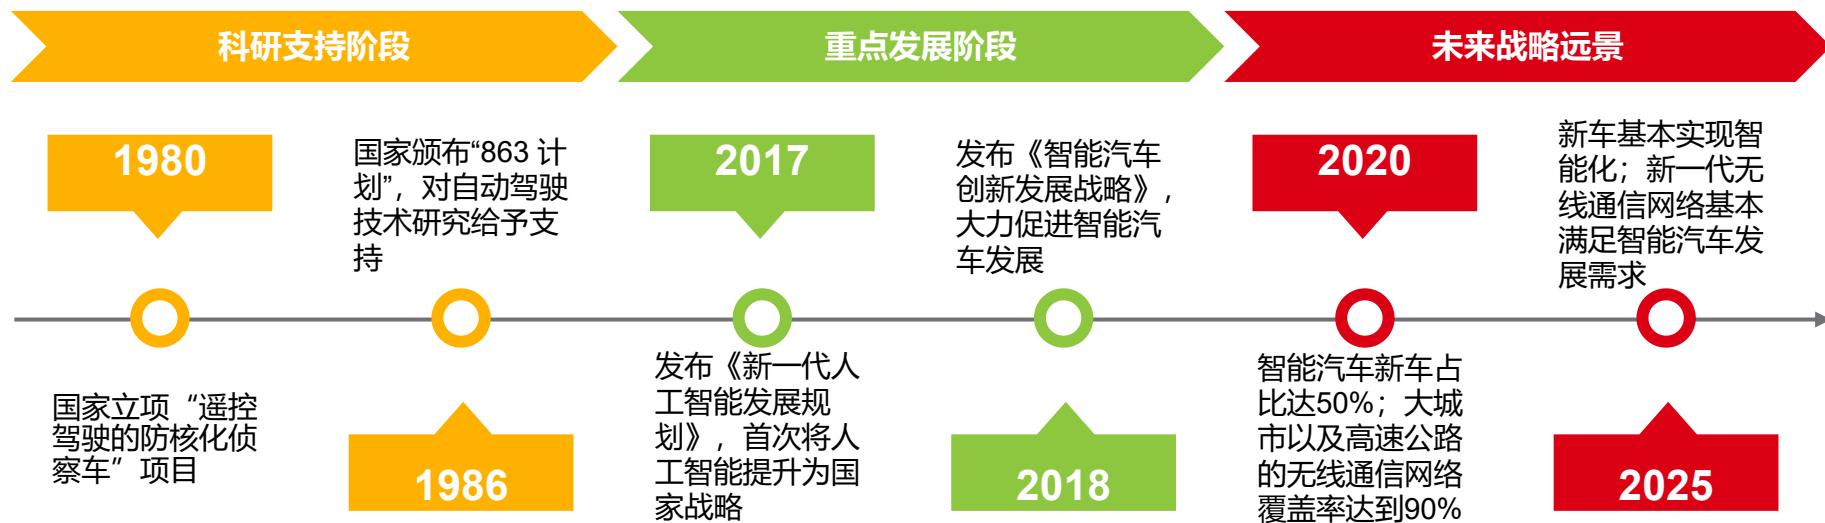 科研支持阶段
重点发展阶段
未来战略远景
1980
国家立项“遥控
驾驶的防核化侦
察车”项目
国家颁布“863 计
划”，对自动驾驶
技术研究给予支
持
1986
2017
发布《新一代人
工智能发展规
划》，首次将人
工智能提升为国
家战略
发布《智能汽车
创新发展战略》，
大力促进智能汽
车发展
2018
2020
智能汽车新车占
比达50%；大城
市以及高速公路
的无线通信网络
覆盖率达到90%
新车基本实现智
能化；新一代无
线通信网络基本
满足智能汽车发
展需求
2025